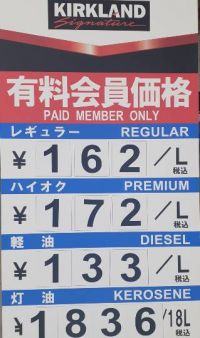 KIRKLAND
Signature
有料会員価格
PAID MEMBER ONLY
レギュラー REGULAR
¥162/L
税込
ハイオク PREMIUM
¥172/L
税込
軽油 DIESEL
¥133/L
税込
灯油 KEROSENE
¥1836/18L
税込